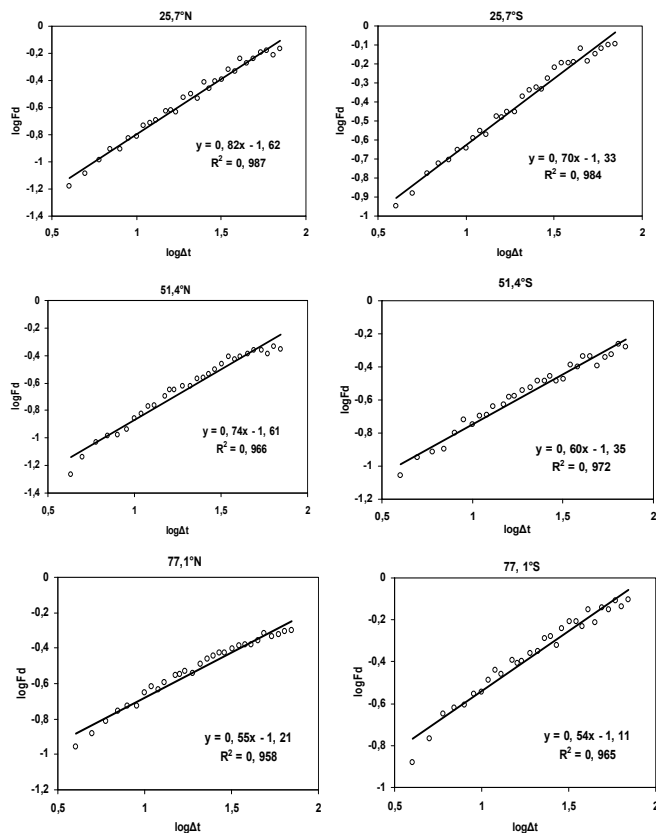 25,7°N
0
-0,2
-0,4
-0,6
-0,8
-1
-1,2
-1,4
0,5 1 1,5 2
logFd
logΔt
y = 0, 82x - 1, 62
R² = 0, 987
25,7°S
0
-0,1
-0,2
-0,3
-0,4
-0,5
-0,6
-0,7
-0,8
-0,9
-1
0,5 1 1,5 2
logFd
logΔt
y = 0, 70x - 1, 33
R² = 0, 984
51,4°N
0
-0,2
-0,4
-0,6
-0,8
-1
-1,2
-1,4
0,5 1 1,5 2
logFd
logΔt
y = 0, 74x - 1, 61
R² = 0, 966
51,4°S
0
-0,2
-0,4
-0,6
-0,8
-1
-1,2
0,5 1 1,5 2
logFd
logΔt
y = 0, 60x - 1, 35
R² = 0, 972
77,1°N
0
-0,2
-0,4
-0,6
-0,8
-1
-1,2
0,5 1 1,5 2
logFd
logΔt
y = 0, 55x - 1, 21
R² = 0, 958
77, 1°S
0
-0,2
-0,4
-0,6
-0,8
-1
0,5 1 1,5 2
logFd
logΔt
y = 0, 54x - 1, 11
R² = 0, 965